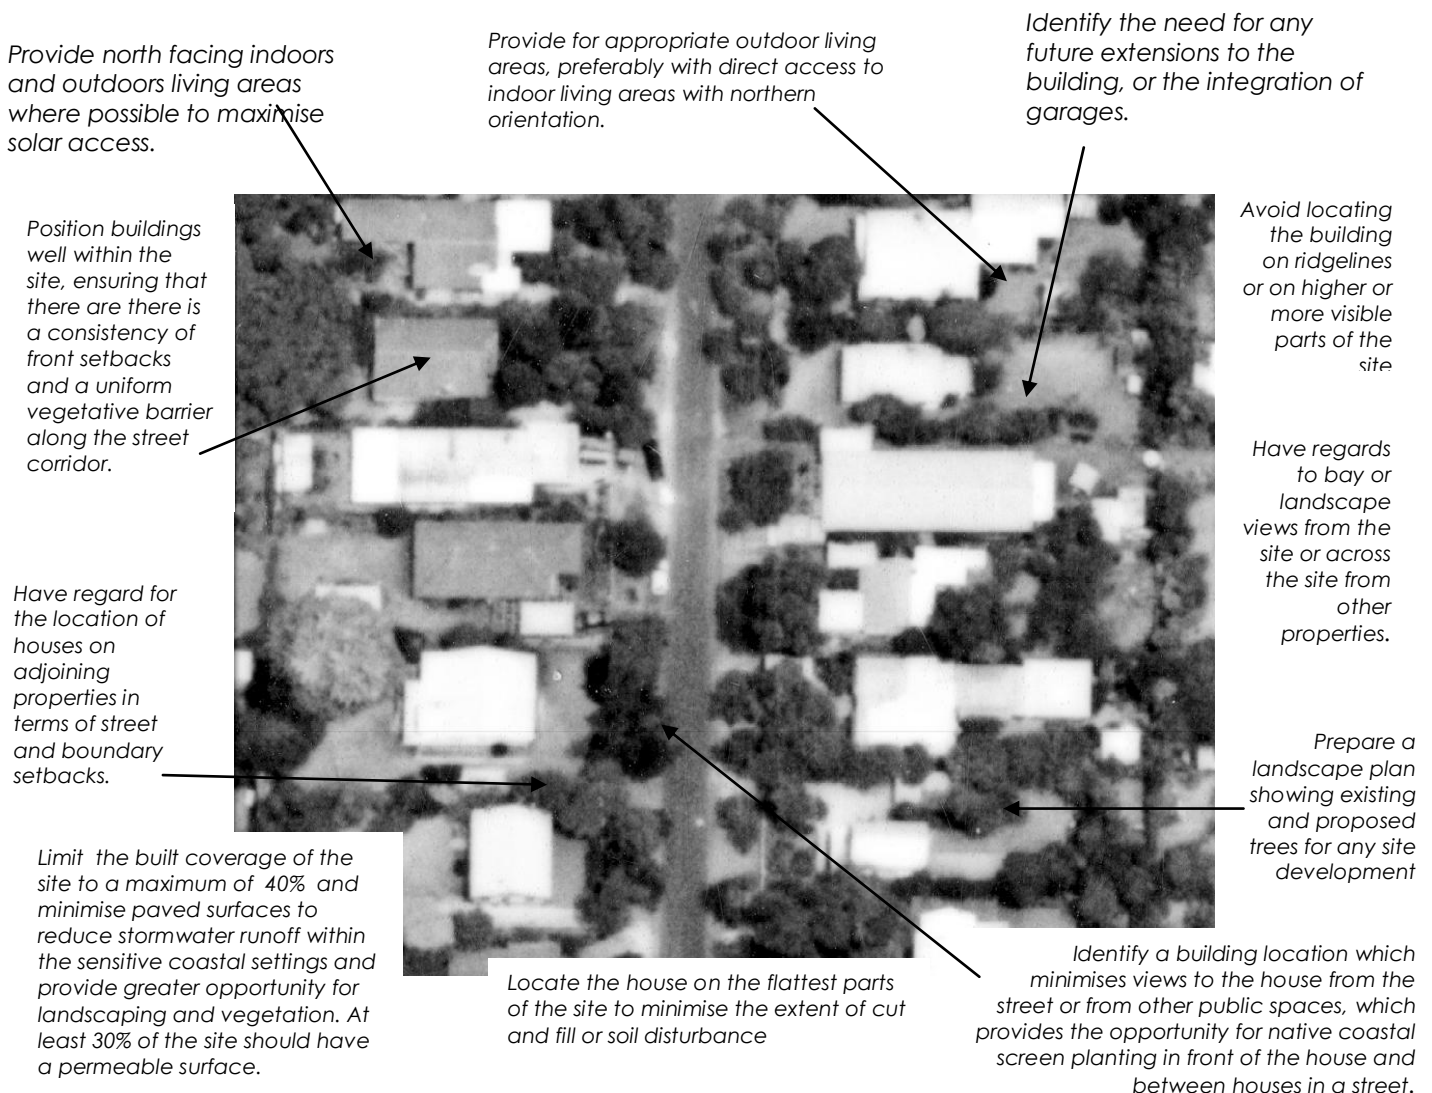 Provide north facing indoors
and outdoors living areas
where possible to maximise
solar access.
Provide for appropriate outdoor living
areas, preferably with direct access to
indoor living areas with northern
orientation.
Identify the need for any
future extensions to the
building, or the integration of
garages.
Position buildings
well within the
site, ensuring that
there are there is
a consistency of
front setbacks
and a uniform
vegetative barrier
along the street
corridor.
Avoid locating
the building
on ridgelines
or on higher or
more visible
parts of the
site
Have regards
to bay or
landscape
views from the
site or across
the site from
other
properties.
Have regard for
the location of
houses on
adjoining
properties in
terms of street
and boundary
setbacks.
Prepare a
landscape plan
showing existing
and proposed
trees for any site
development
Limit  the built coverage of the
site to a maximum of  40%  and
minimise paved surfaces to
reduce stormwater runoff within
the sensitive coastal settings and
provide greater opportunity for
landscaping and vegetation. At
least 30% of the site should have
a permeable surface.
Locate the house on the flattest parts
of the site to minimise the extent of cut
and fill or soil disturbance
Identify a building location which
minimises views to the house from the
street or from other public spaces, which
provides the opportunity for native coastal
screen planting in front of the house and
between houses in a street.